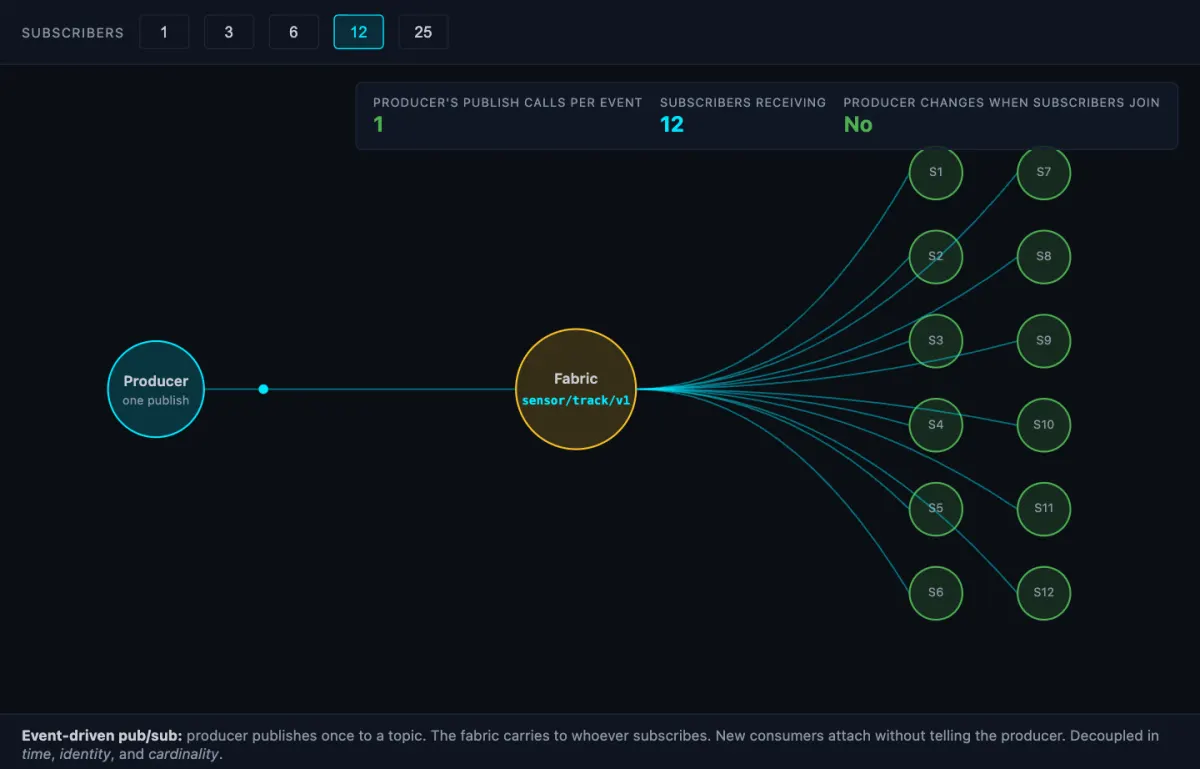 SUBSCRIBERS 1 3 6 12 25
PRODUCER'S PUBLISH CALLS PER EVENT SUBSCRIBERS RECEIVING PRODUCER CHANGES WHEN SUBSCRIBERS JOIN
1 12 No
S1 S7
S2 S8
S3 S9
Producer
one publish
Fabric
sensor/track/v1
S4 S10
S5 S11
S6 S12
Event-driven pub/sub: producer publishes once to a topic. The fabric carries to whoever subscribes. New consumers attach without telling the producer. Decoupled in
time, identity, and cardinality.